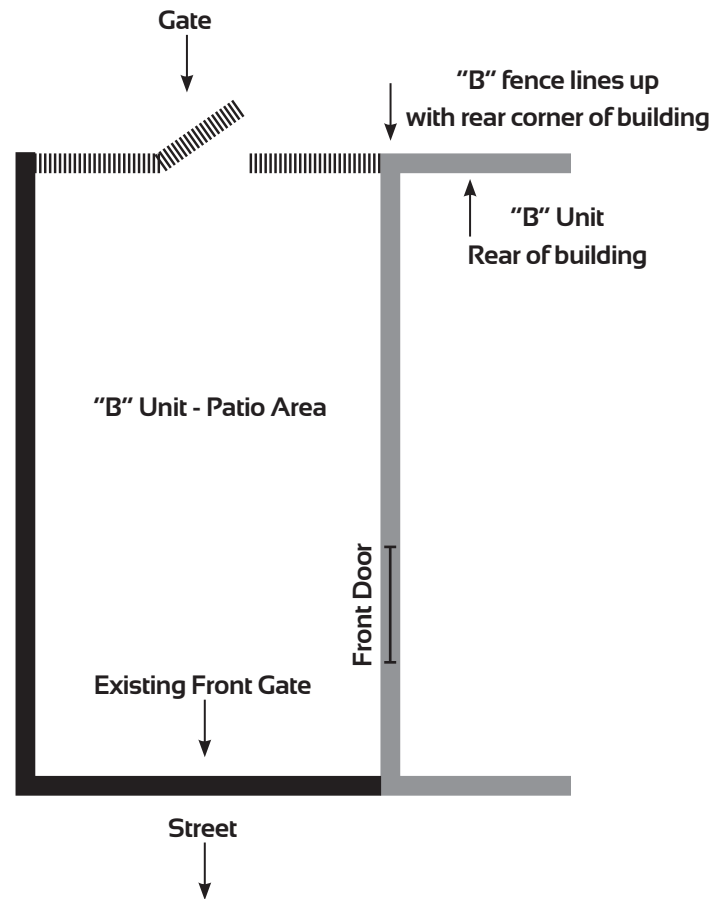 Gate
"B" fence lines up
with rear corner of building
"B" Unit
Rear of building
"B" Unit - Patio Area
Front Door
Existing Front Gate
Street